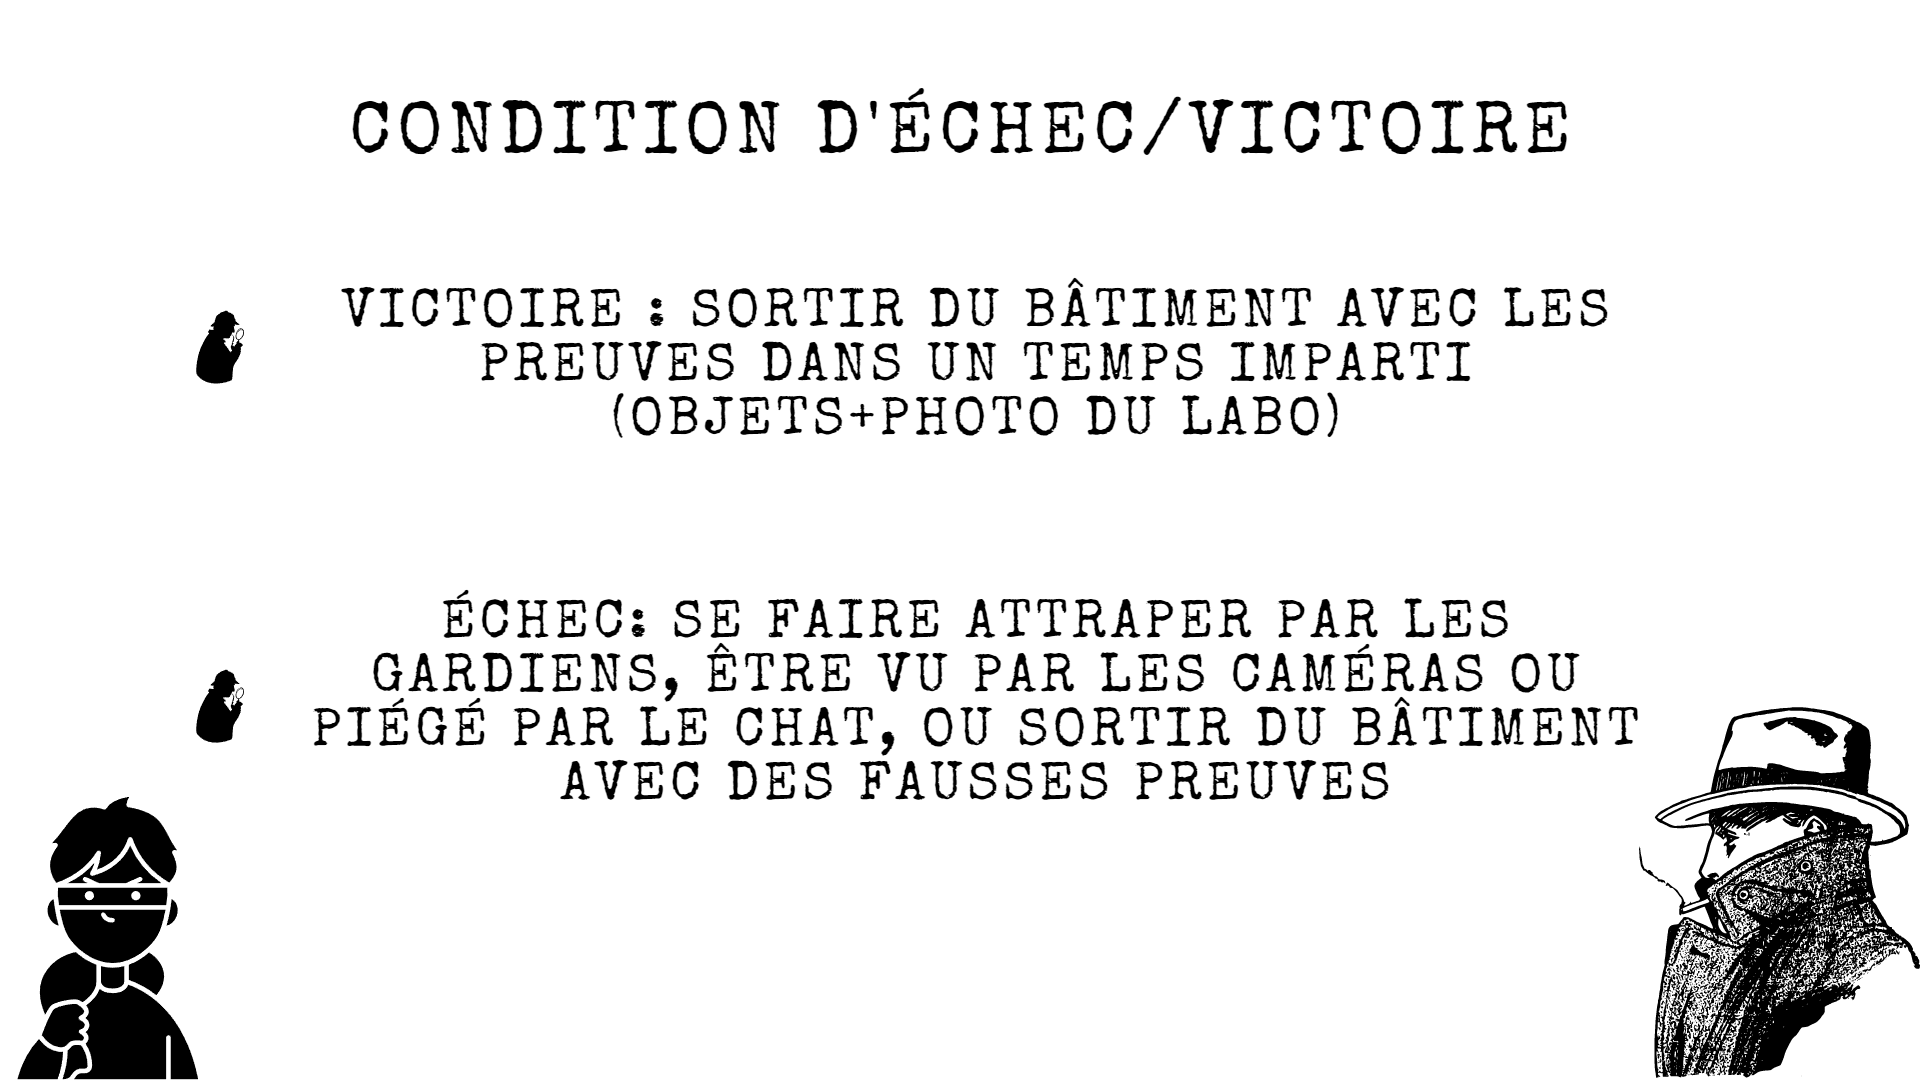 CONDITION D'ÉCHEC/VICTOIRE
VICTOIRE : SORTIR DU BÂTIMENT AVEC LES
PREUVES DANS UN TEMPS IMPARTI
(OBJETS+PHOTO DU LABO)
ÉCHEC: SE FAIRE ATTRAPER PAR LES
GARDIENS, ÊTRE VU PAR LES CAMÉRAS OU
PIÉGÉ PAR LE CHAT, OU SORTIR DU BÂTIMENT
AVEC DES FAUSSES PREUVES